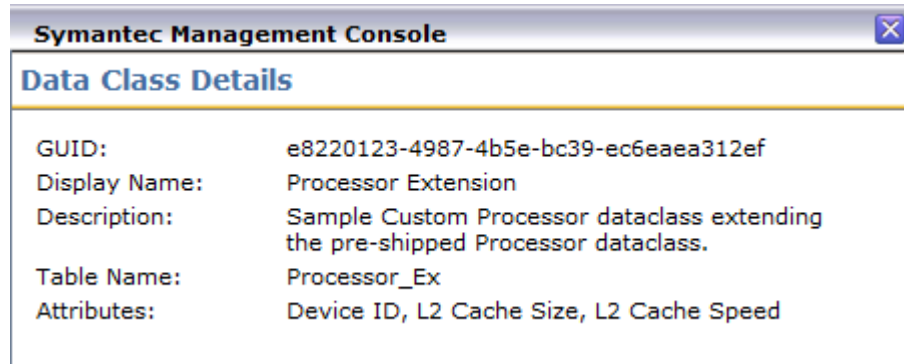 Symantec Management Console
Data Class Details
GUID: e8220123-4987-4b5e-bc39-ec6eaea312ef
Display Name: Processor Extension
Description: Sample Custom Processor dataclass extending
the pre-shipped Processor dataclass.
Table Name: Processor_Ex
Attributes: Device ID, L2 Cache Size, L2 Cache Speed